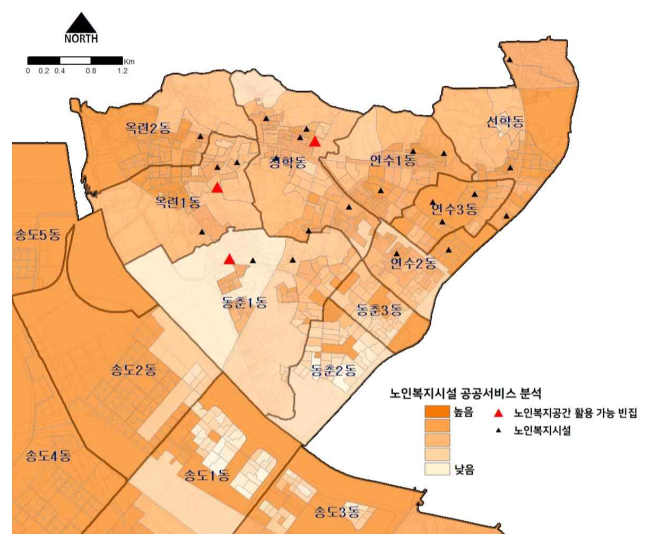 NORTH
Km
0 0.2 0.4 0.8 1.2
선학동
옥련2동
청학동
연수1동
옥련1동
연수3동
송도5동
연수2동
동춘1동
동춘3동
송도2동
동춘2동
노인복지시설 공공서비스 분석
높음
노인복지공간 활용 가능 빈집
노인복지시설
낮음
송도4동
송도1동
송도3동